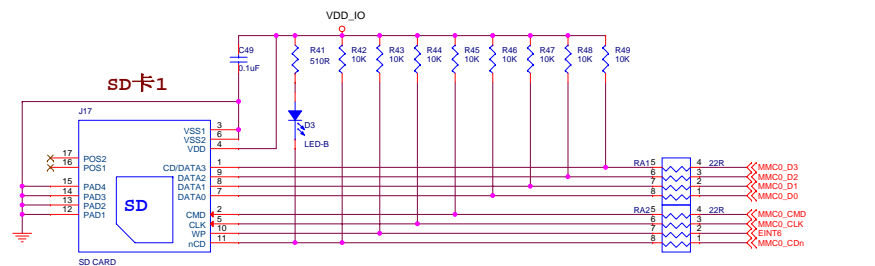 VDD_IO
C49
0.1uF
R41
510R
R42
10K
R43
10K
R44
10K
R45
10K
R46
10K
R47
10K
R48
10K
R49
10K
SD卡1
J17
D3
LED-B
VSS1 3
VSS2 6
VDD 4
17 POS2
16 POS1
CD/DATA3 1
DATA2 9
DATA1 8
DATA0 7
15 PAD4
14 PAD3
13 PAD2
12 PAD1
SD
CMD 2
CLK 5
WP 10
nCD 11
SD CARD
RA1 5 4 22R MMC0_D3
6 3 MMC0_D2
7 2 MMC0_D1
8 1 MMC0_D0
RA2 5 4 22R MMC0_CMD
6 3 MMC0_CLK
7 2 EINT6
8 1 MMC0_CDn